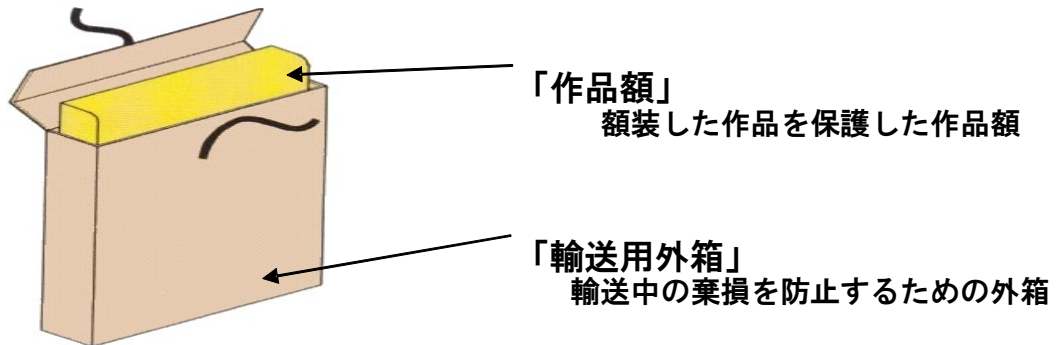 「作品額」
額装した作品を保護した作品額
「輸送用外箱」
輸送中の棄損を防止するための外箱